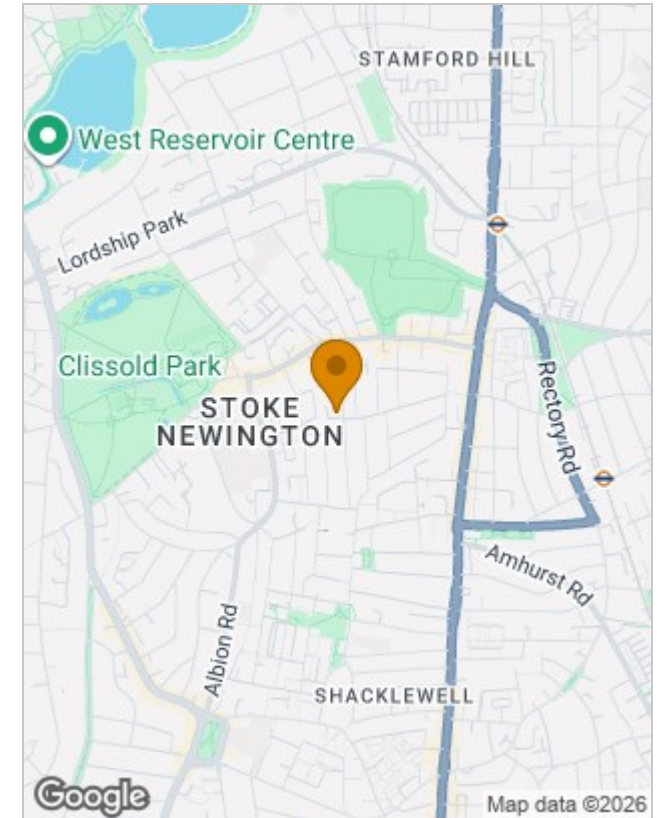 STAMFORD HILL
West Reservoir Centre
Lordship Park
Clissold Park
STOKE
NEWINGTON
Rectory Rd
Amhurst Rd
Albion Rd
SHACKLEWELL
Google
Map data ©2026